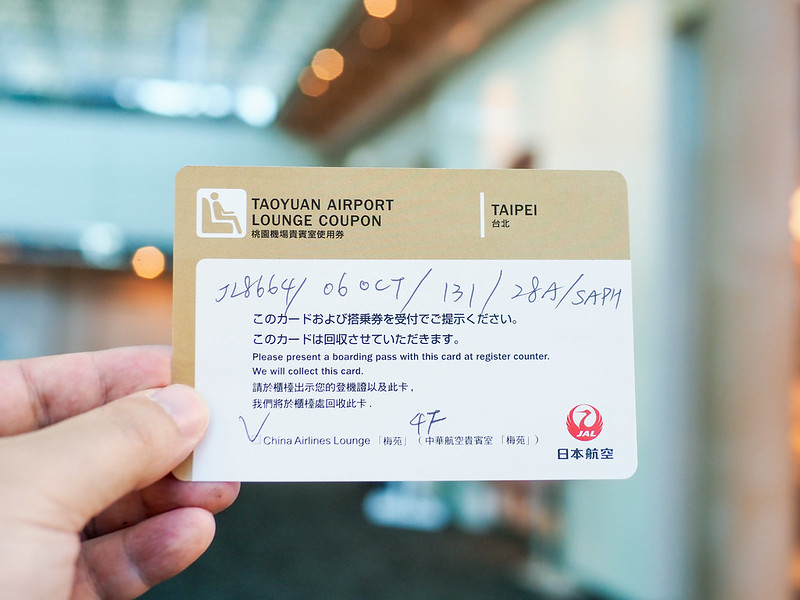 TAOYUAN AIRPORT
LOUNGE COUPON
桃園機場貴賓室使用券
TAIPEI
台北
JL8664/ 06 OCT/ 131/ 28A/SAPH
このカードおよび搭乗券を受付でご提示ください。
このカードは回収させていただきます。
Please present a boarding pass with this card at register counter.
We will collect this card.
請於櫃檯出示您的登機證以及此卡 ,
我們將於櫃檯處回收此卡 .
4F
China Airlines Lounge 「梅苑」 ( 中華航空貴賓室 「梅苑」 )
JAL
日本航空